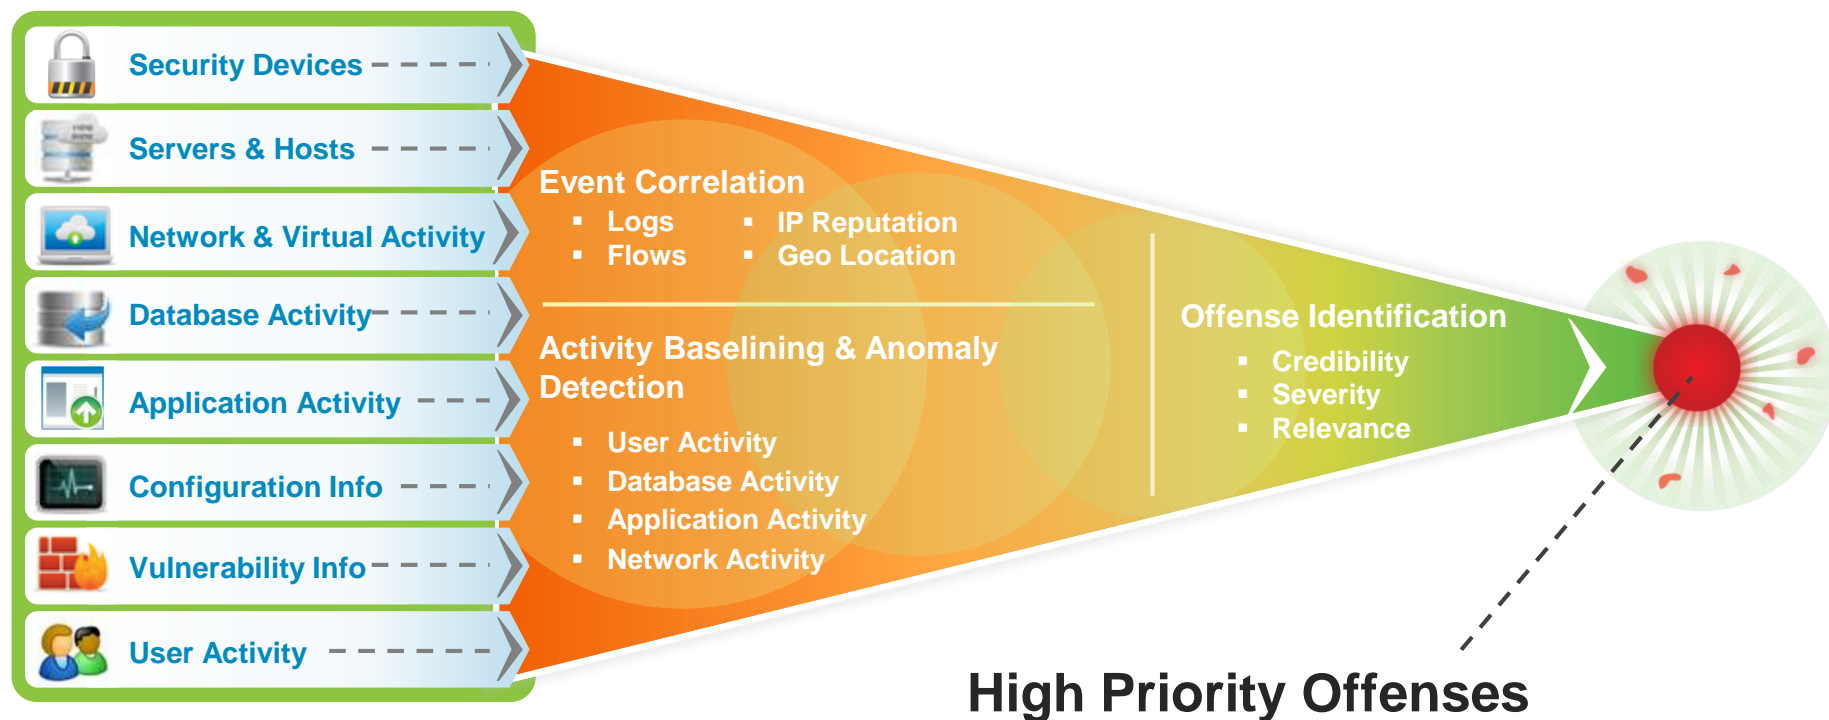 Security Devices
Servers & Hosts
Network & Virtual Activity
Database Activity
Application Activity
Configuration Info
Vulnerability Info
User Activity
Event Correlation
▪ Logs
▪ Flows
▪ IP Reputation
▪ Geo Location
Activity Baselining & Anomaly
Detection
▪ User Activity
▪ Database Activity
▪ Application Activity
▪ Network Activity
Offense Identification
▪ Credibility
▪ Severity
▪ Relevance
High Priority Offenses